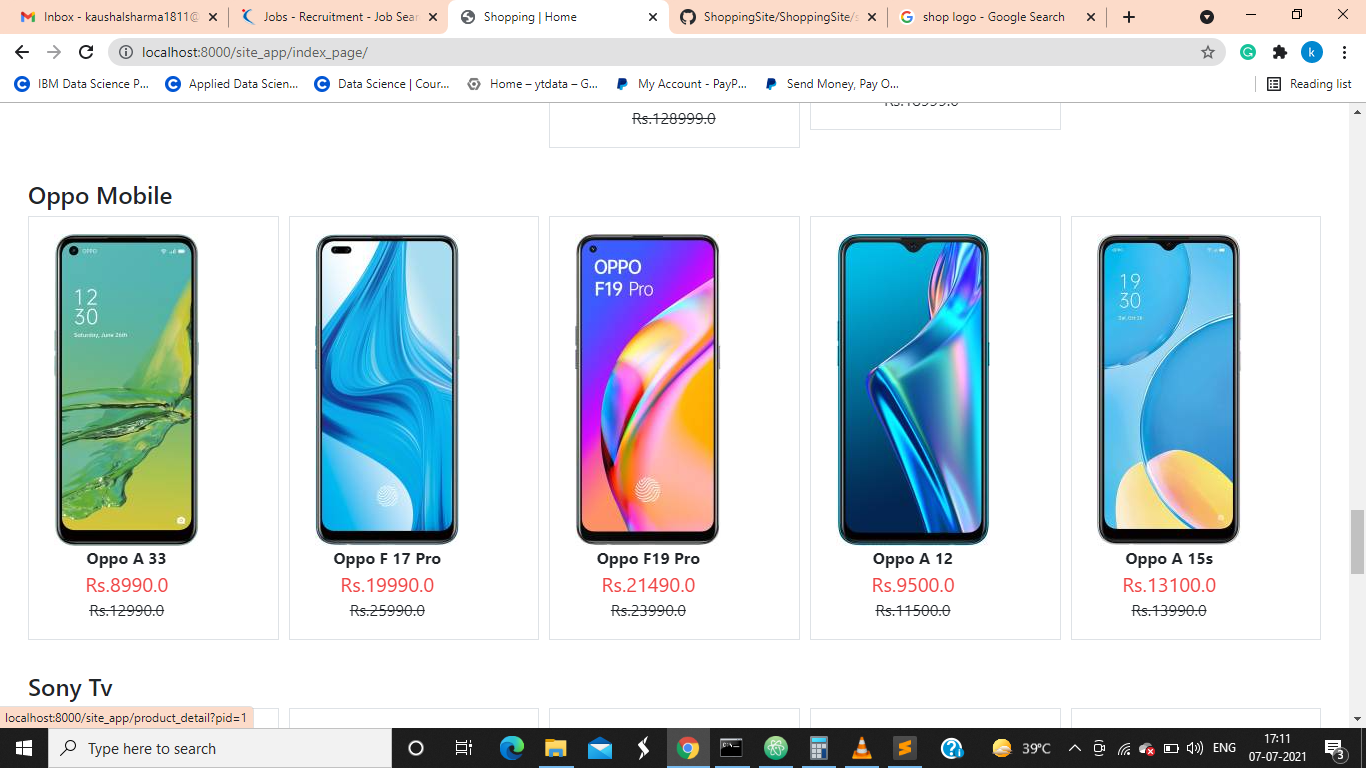 Inbox - kaushalsharma1811@
Jobs - Recruitment - Job Sear
Shopping | Home
ShoppingSite/ShoppingSite/s
shop logo - Google Search
localhost:8000/site_app/index_page/
k
IBM Data Science P...
Applied Data Scien...
Data Science | Cour...
Home – ytdata – G...
My Account - PayP...
Send Money, Pay O...
Reading list
Rs.128999.0
Rs.18999.0
Oppo Mobile
OPPO
12
30
Saturday, June 26th
OPPO
F19 Pro
19
30
Oppo A 33
Rs.8990.0
Rs.12990.0
Oppo F 17 Pro
Rs.19990.0
Rs.25990.0
Oppo F19 Pro
Rs.21490.0
Rs.23990.0
Oppo A 12
Rs.9500.0
Rs.11500.0
Oppo A 15s
Rs.13100.0
Rs.13990.0
Sony Tv
localhost:8000/site_app/product_detail?pid=1
Type here to search
39°C
ENG
17:11
07-07-2021
3